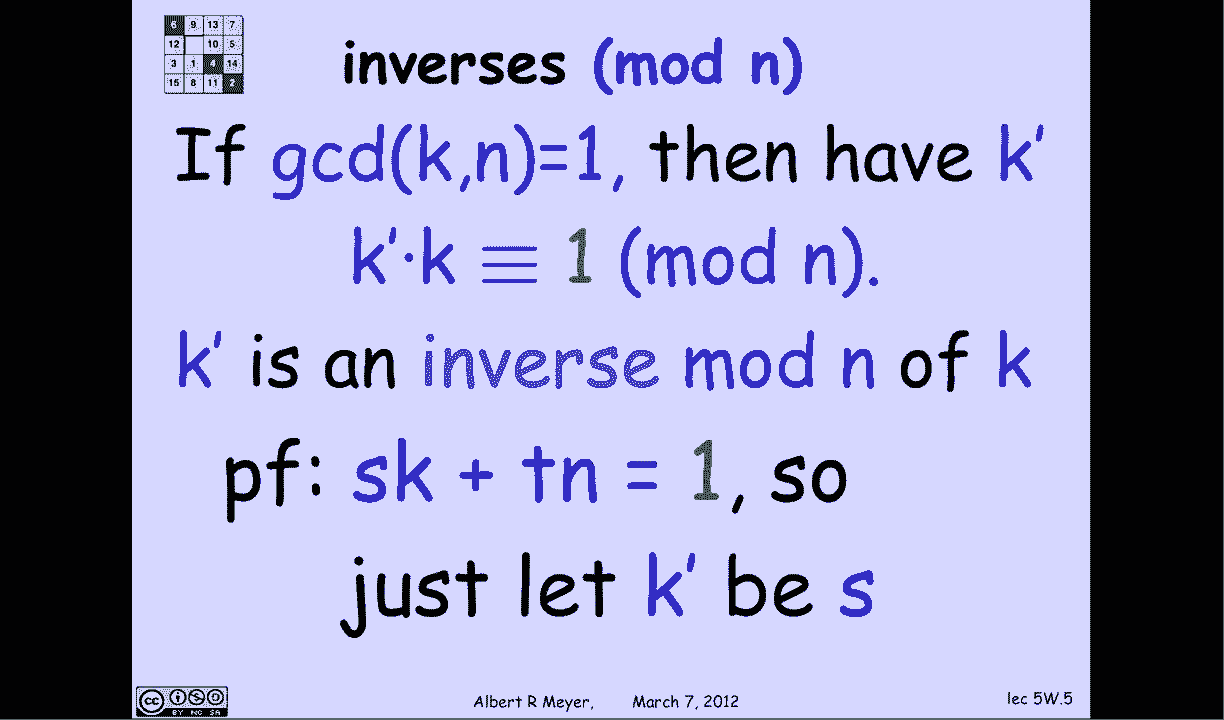 6 9 13 7
12 10 5
3 1 4 14
15 8 11 2
inverses (mod n)
If gcd(k,n)=1, then have k′
k′·k ≡ 1 (mod n).
k′ is an inverse mod n of k
pf: sk + tn = 1, so
just let k′ be s
cc BY NC SA
Albert R Meyer, March 7, 2012
lec 5W.5